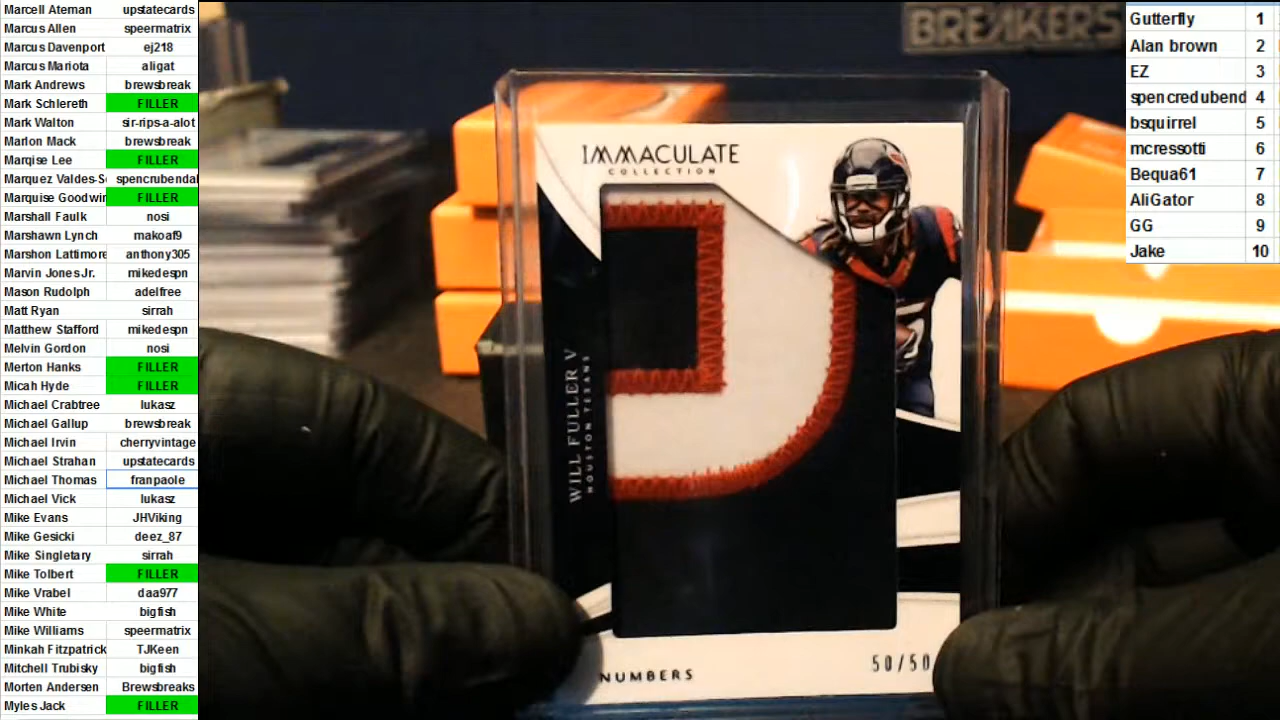 Marcell Ateman upstatecards
Marcus Allen speermatrix
Marcus Davenport ej218
Marcus Mariota aligat
Mark Andrews brewsbreak
Mark Schlereth FILLER
Mark Walton sir-rips-a-lot
Marlon Mack brewsbreak
Marqise Lee FILLER
Marquez Valdes-S spencrubendal
Marquise Goodwin FILLER
Marshall Faulk nosi
Marshawn Lynch makoaf9
Marshon Lattimore anthony305
Marvin Jones Jr. mikedespn
Mason Rudolph adelfree
Matt Ryan sirrah
Matthew Stafford mikedespn
Melvin Gordon nosi
Merton Hanks FILLER
Micah Hyde FILLER
Michael Crabtree lukasz
Michael Gallup brewsbreak
Michael Irvin cherryvintage
Michael Strahan upstatecards
Michael Thomas franpaole
Michael Vick lukasz
Mike Evans JHViking
Mike Gesicki deez_87
Mike Singletary sirrah
Mike Tolbert FILLER
Mike Vrabel daa977
Mike White bigfish
Mike Williams speermatrix
Minkah Fitzpatrick TJKeen
Mitchell Trubisky bigfish
Morten Andersen Brewsbreaks
Myles Jack FILLER
BREAKERS
IMMACULATE
COLLECTION
WILL FULLER V
HOUSTON TEXANS
NUMBERS
50/50
Gutterfly 1
Alan brown 2
EZ 3
spencredubend 4
bsquirrel 5
mcressotti 6
Bequa61 7
AliGator 8
GG 9
Jake 10